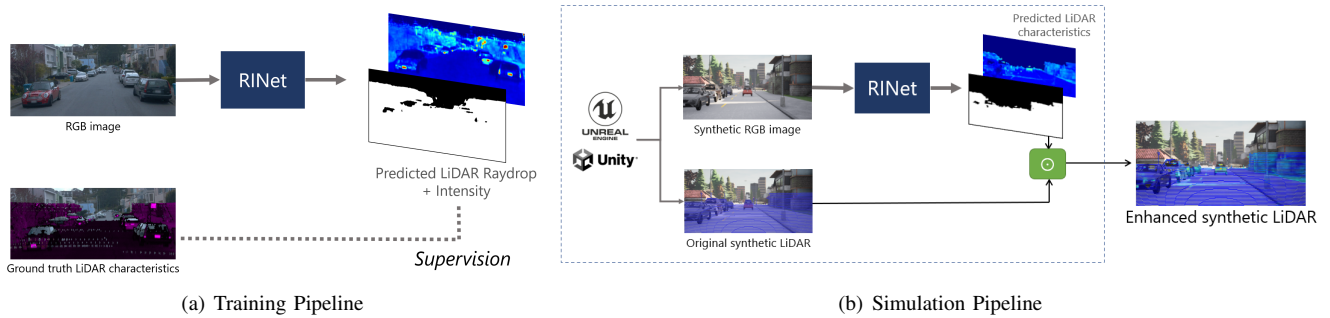 RGB image
RINet
Predicted LiDAR Raydrop
+ Intensity
Ground truth LiDAR characteristics
Supervision
(a) Training Pipeline
Predicted LiDAR
characteristics
UNREAL
ENGINE
Unity
Synthetic RGB image
RINet
Original synthetic LiDAR
Enhanced synthetic LiDAR
(b) Simulation Pipeline